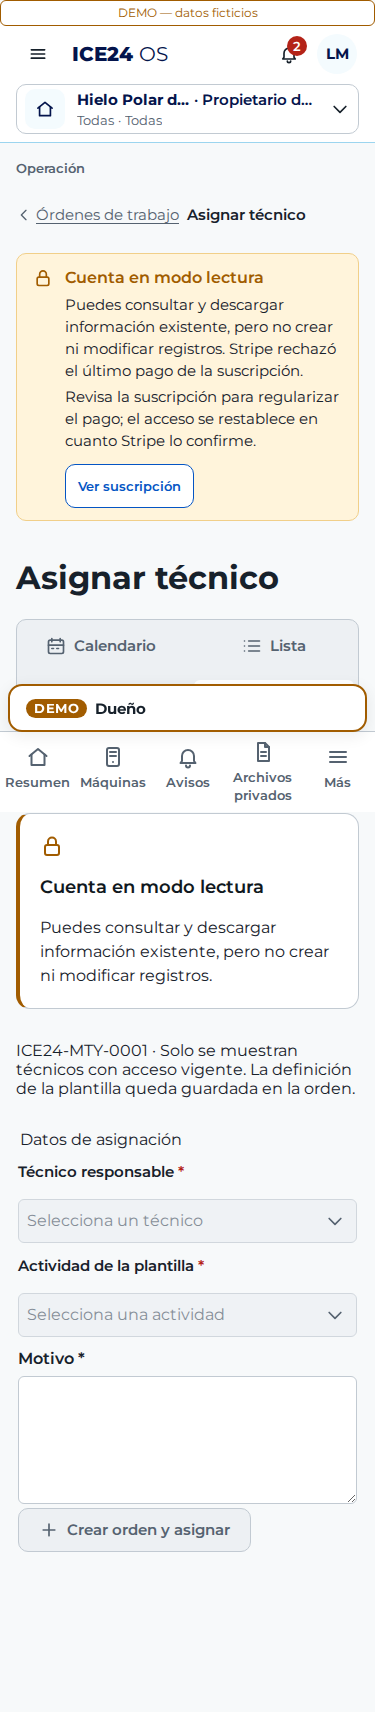 DEMO — datos ficticios
ICE24 OS
2
LM
Hielo Polar d... · Propietario d...
Todas · Todas
Operación
Órdenes de trabajo Asignar técnico
Cuenta en modo lectura
Puedes consultar y descargar
información existente, pero no crear
ni modificar registros. Stripe rechazó
el último pago de la suscripción.
Revisa la suscripción para regularizar
el pago; el acceso se restablece en
cuanto Stripe lo confirme.
Ver suscripción
Asignar técnico
Calendario
Lista
DEMO Dueño
Resumen
Máquinas
Avisos
Archivos
privados
Más
Cuenta en modo lectura
Puedes consultar y descargar
información existente, pero no crear
ni modificar registros.
ICE24-MTY-0001 · Solo se muestran
técnicos con acceso vigente. La definición
de la plantilla queda guardada en la orden.
Datos de asignación
Técnico responsable *
Selecciona un técnico
Actividad de la plantilla *
Selecciona una actividad
Motivo *
Crear orden y asignar